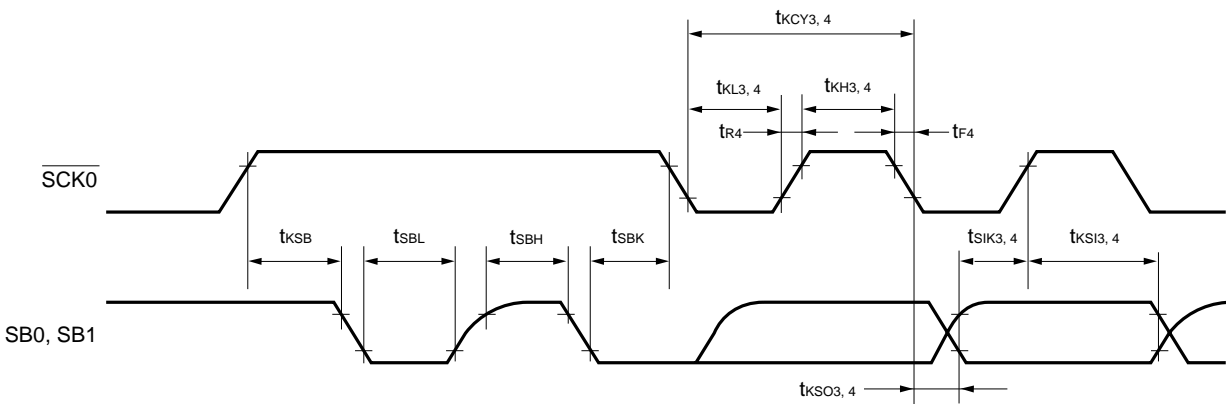 tKCY3, 4
tKL3, 4
tKH3, 4
tR4
tF4
SCK0
tKSB
tSBL
tSBH
tSBK
tSIK3, 4
tKSI3, 4
SB0, SB1
tKSO3, 4